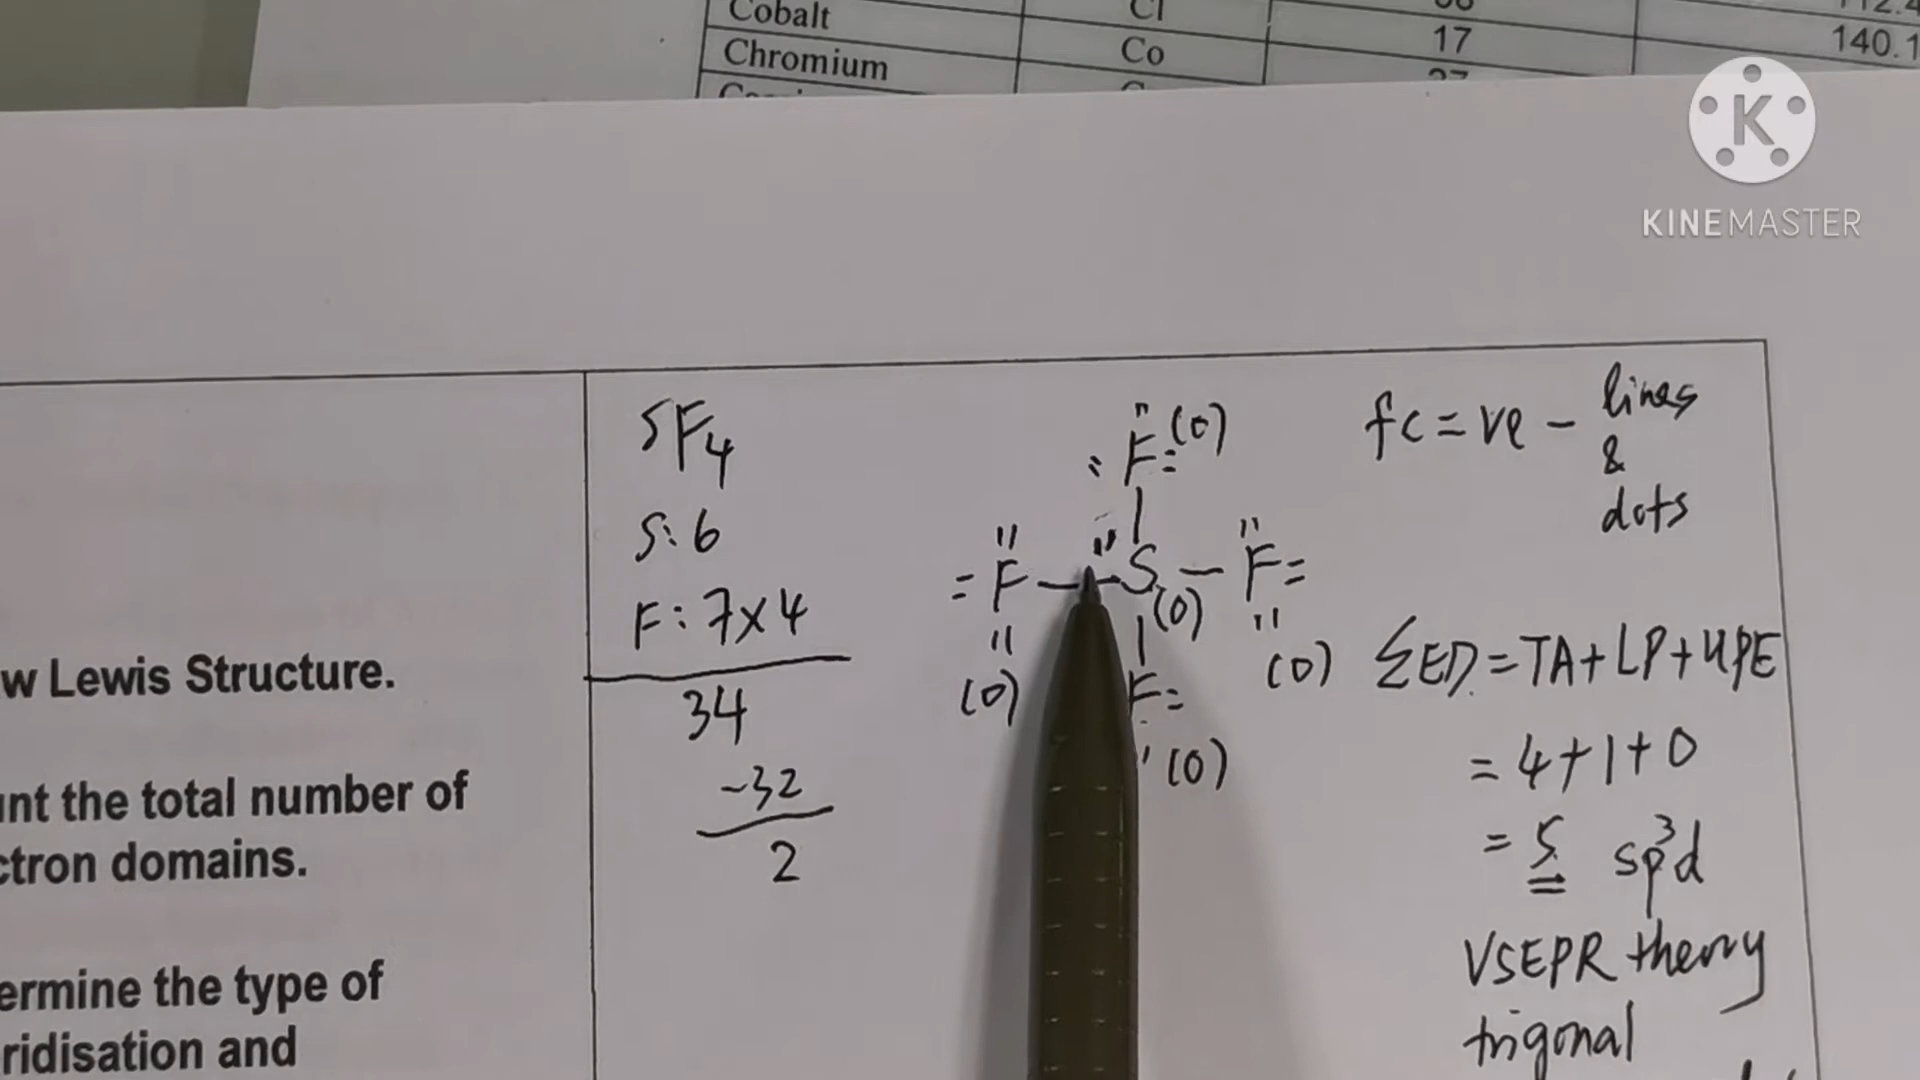 Cobalt Cl
Chromium Co 17 140.1
KINEMASTER
SF4
S: 6
F: 7x4
34
-32
2
F (0)
F - S - F
(0)
(0) F (0)
(0)
fc = ve - lines
&
dots
ΣED = TA + LP + UPE
= 4+1+0
= 5 sp³d
VSEPR theory
trigonal
w Lewis Structure.
nt the total number of
ctron domains.
ermine the type of
ridisation and